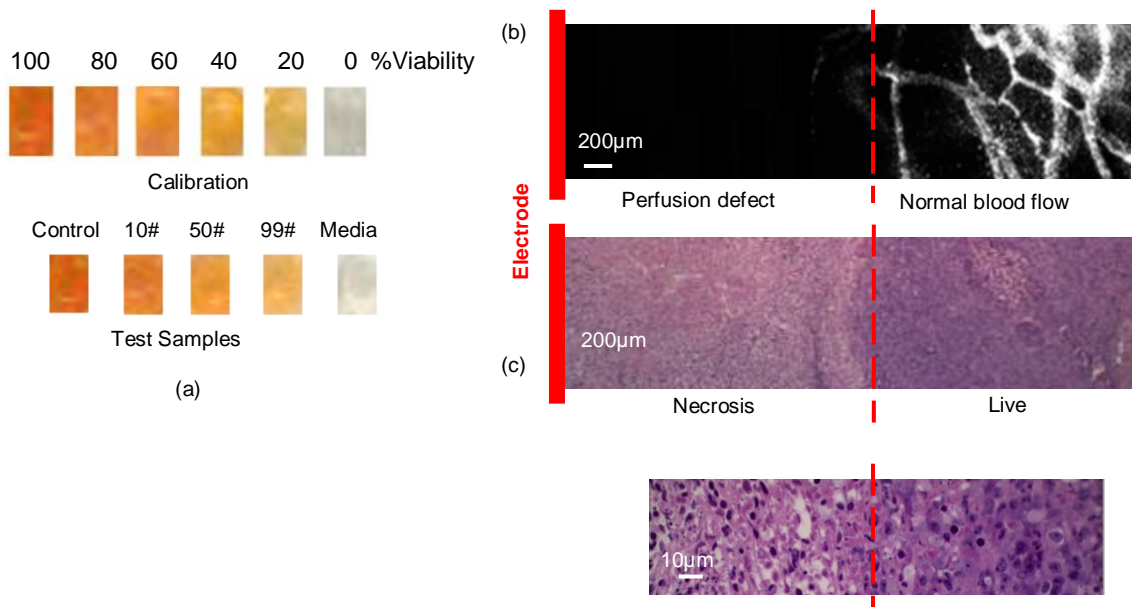 100 80 60 40 20 0 %Viability
Calibration
Control 10# 50# 99# Media
Test Samples
(a)
(b)
200µm
Perfusion defect Normal blood flow
Electrode
200µm
(c)
Necrosis Live
10µm